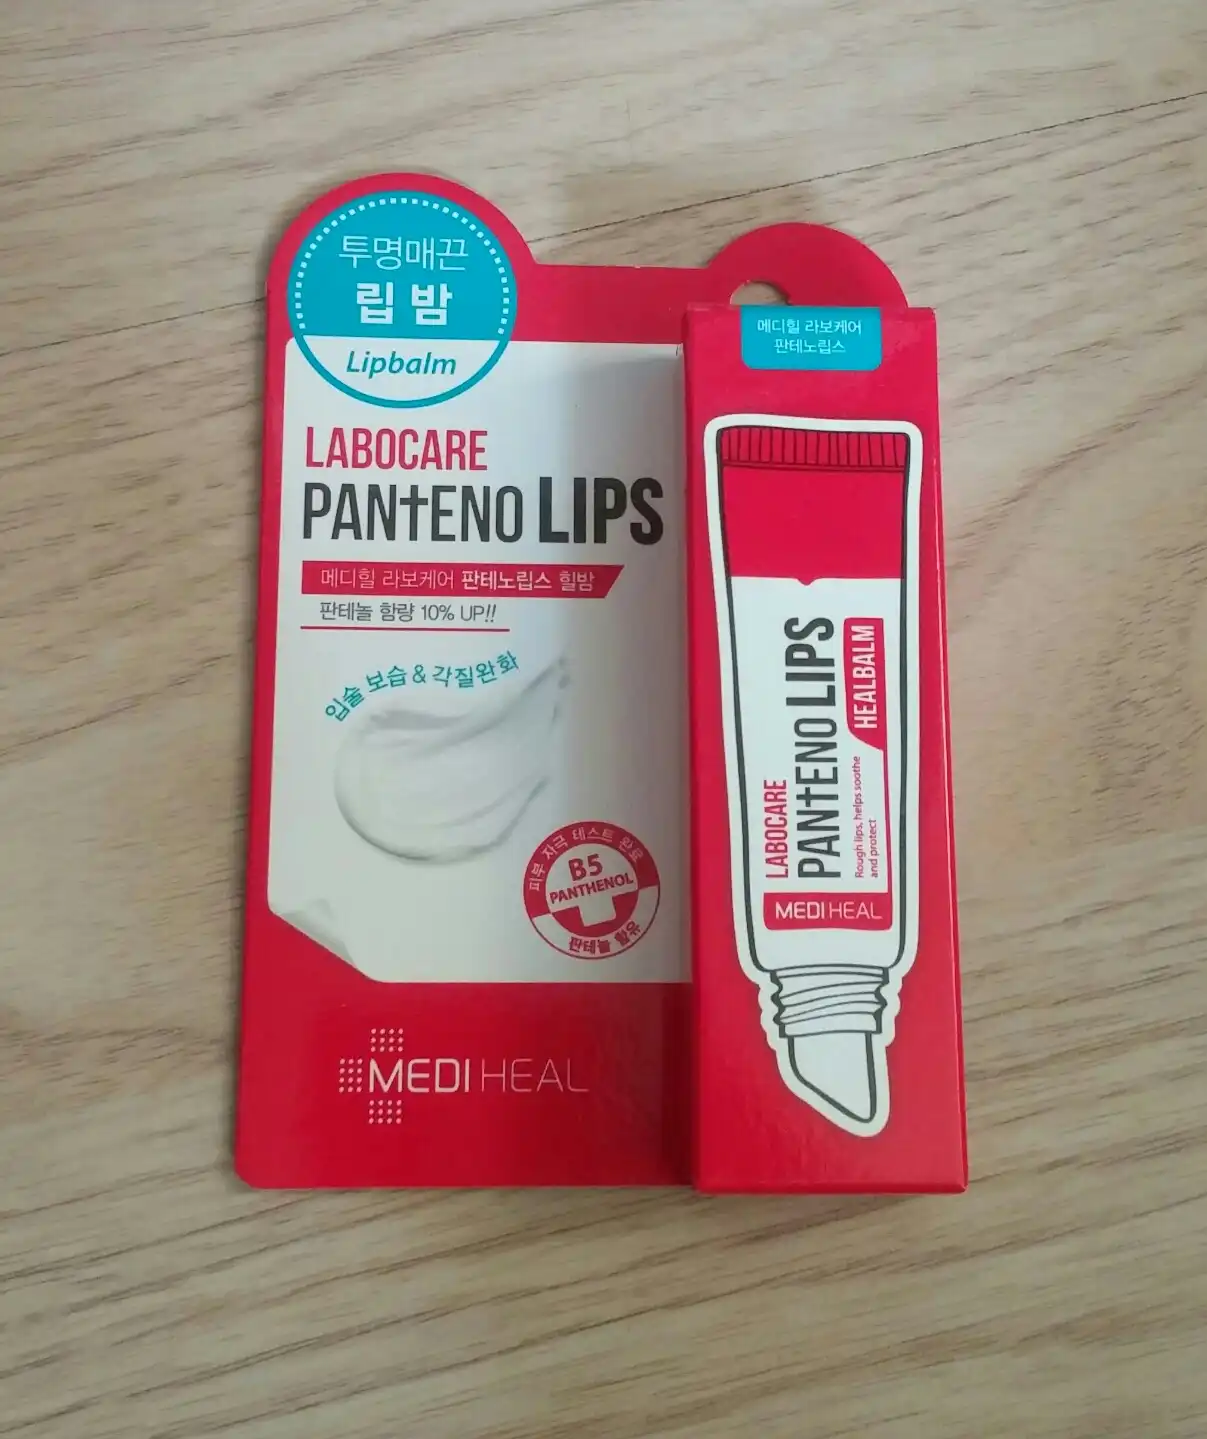 투명매끈
립밤
Lipbalm
LABOCARE
PANTENO LIPS
메디힐 라보케어 판테노립스 힐밤
판테놀 함량 10% UP!!
입술 보습 & 각질완화
피부 자극 테스트 완료
B5
PANTHENOL
판테놀 함유
MEDIHEAL
메디힐 라보케어
판테노립스
LABOCARE
PANTENO LIPS
HEALBALM
Rough lips, helps soothe
and protect
MEDIHEAL